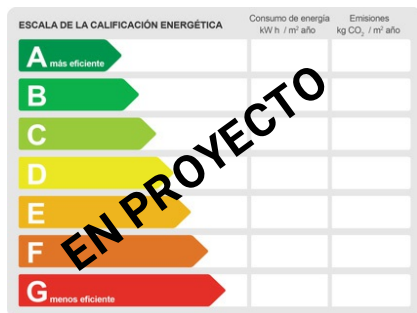 ESCALA DE LA CALIFICACIÓN ENERGÉTICA
Consumo de energía
kW h / m² año
Emisiones
kg CO₂ / m² año
A más eficiente
B
C
D
E
F
G menos eficiente
EN PROYECTO